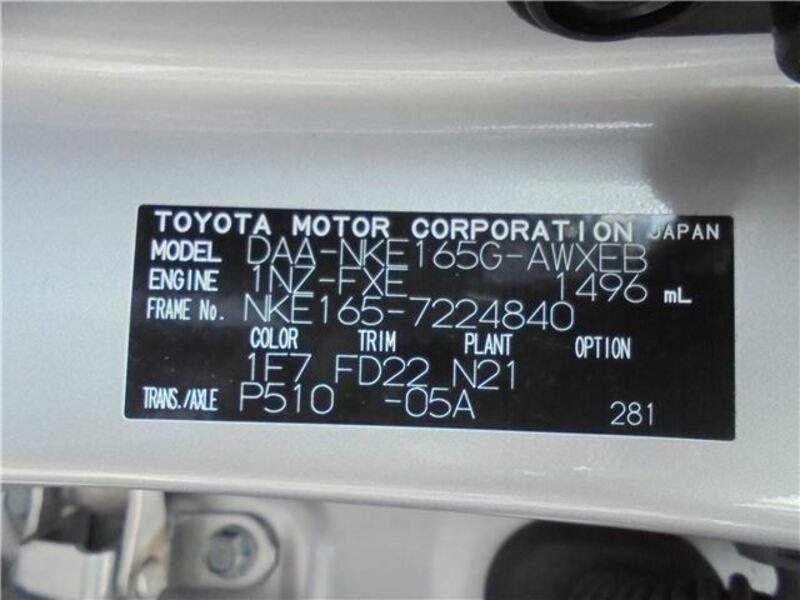 TOYOTA MOTOR CORPORATION JAPAN
MODEL DAA-NKE165G-AWXEB
ENGINE 1NZ-FXE 1496 mL
FRAME No. NKE165-7224840
COLOR TRIM PLANT OPTION
1F7 FD22 N21
TRANS./AXLE P510 -05A 281